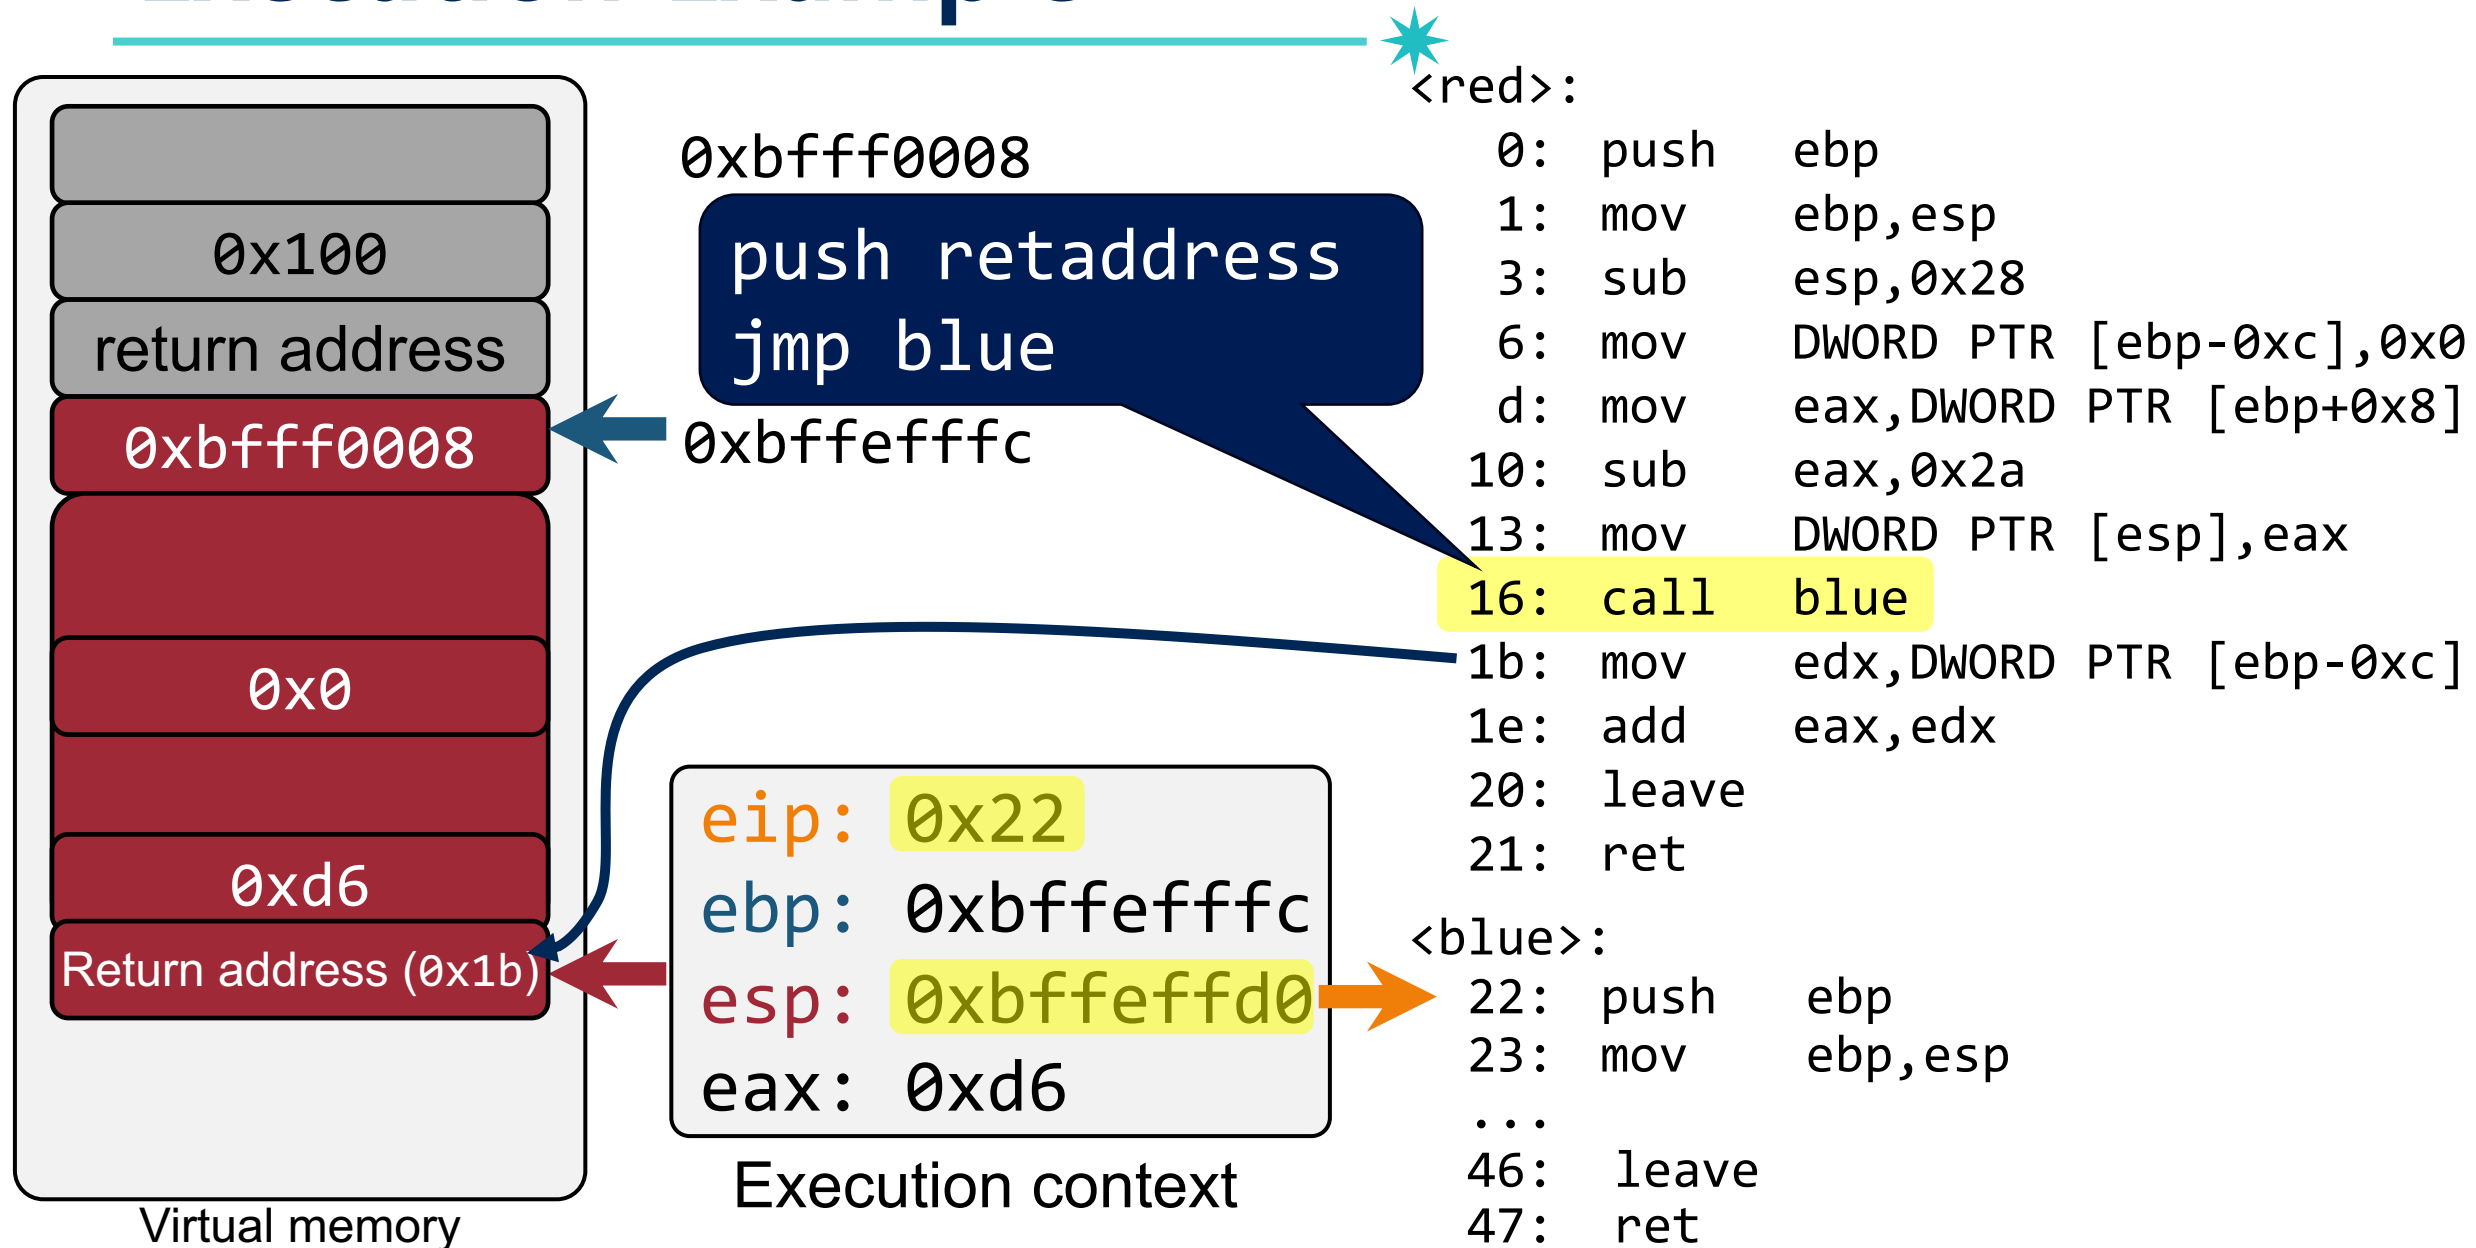 Execution Example
0x100
return address
0xbfff0008
0x0
0xd6
Return address (0x1b)
Virtual memory
0xbfff0008
push retaddress
jmp blue
0xbffefffc
eip: 0x22
ebp: 0xbffefffc
esp: 0xbffeffd0
eax: 0xd6
Execution context
<red>:
0: push ebp
1: mov ebp,esp
3: sub esp,0x28
6: mov DWORD PTR [ebp-0xc],0x0
d: mov eax,DWORD PTR [ebp+0x8]
10: sub eax,0x2a
13: mov DWORD PTR [esp],eax
16: call blue
1b: mov edx,DWORD PTR [ebp-0xc]
1e: add eax,edx
20: leave
21: ret
<blue>:
22: push ebp
23: mov ebp,esp
...
46: leave
47: ret